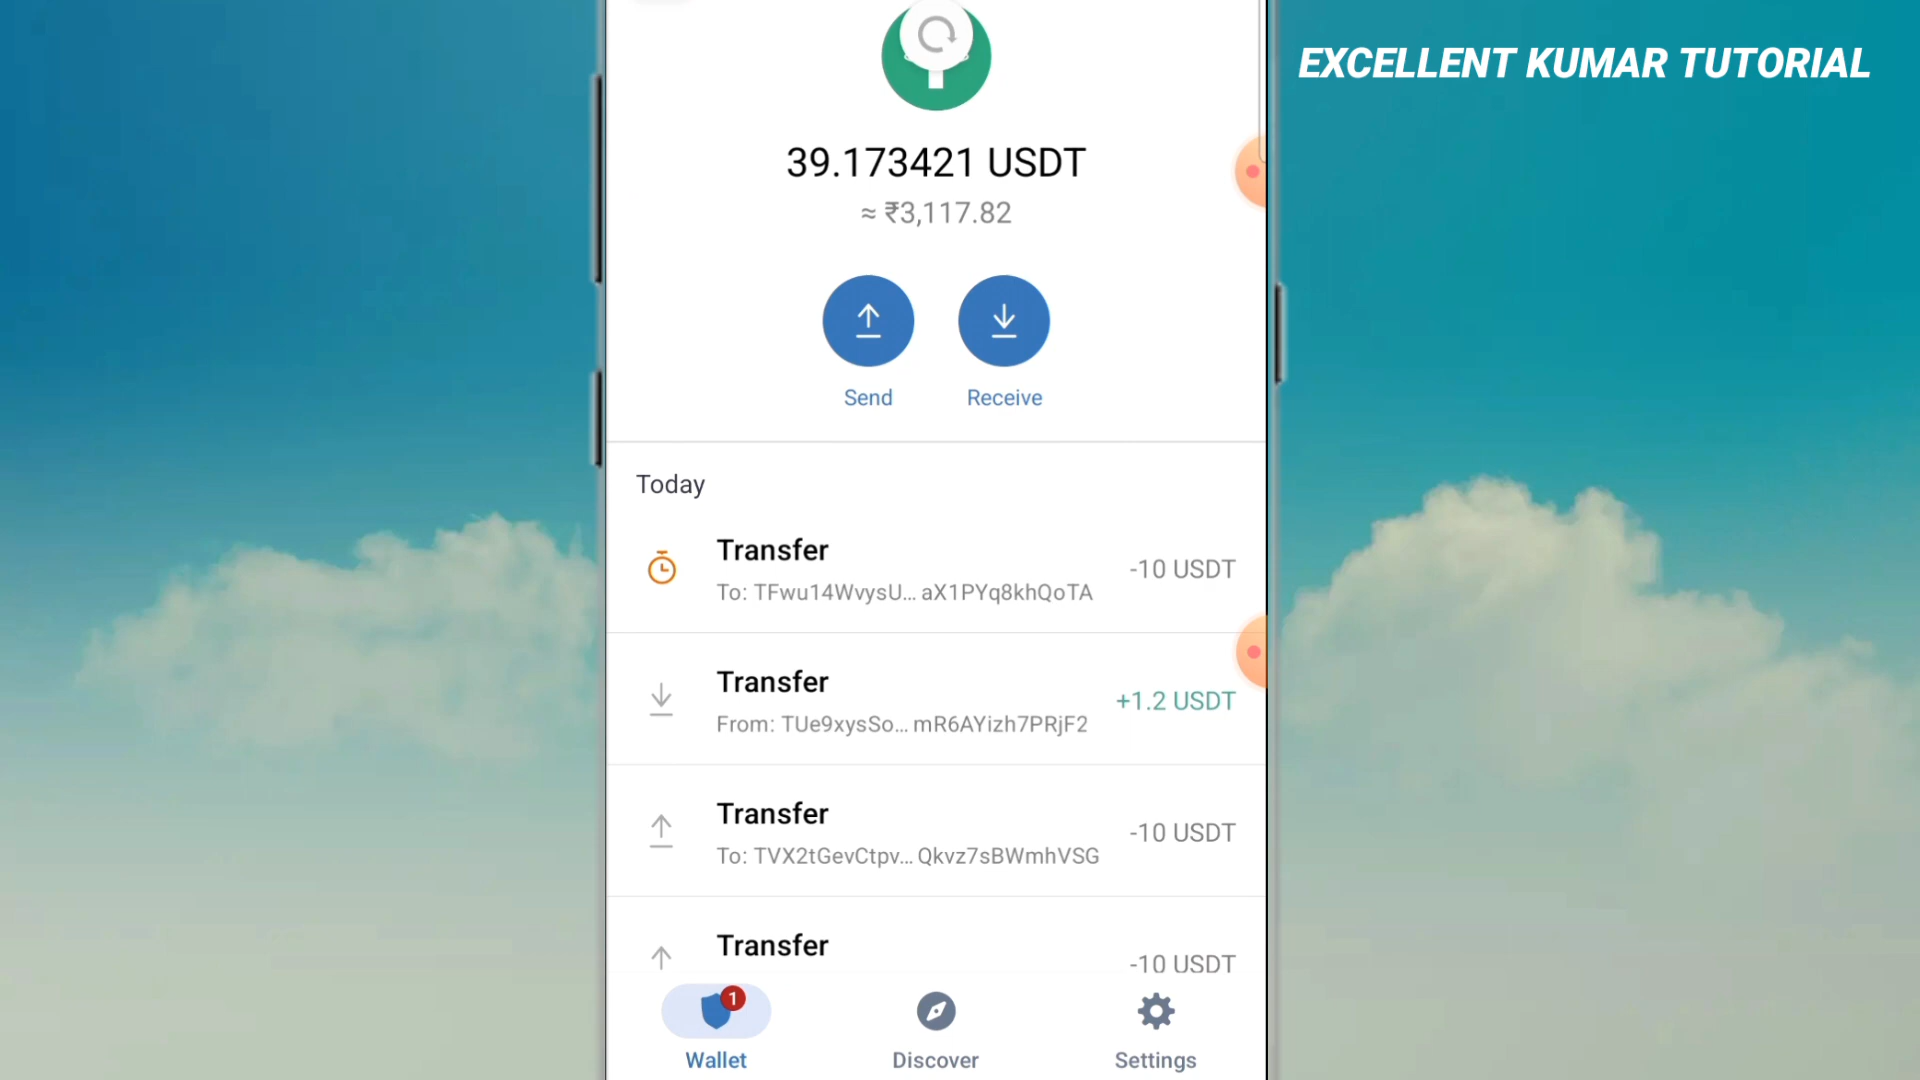 EXCELLENT KUMAR TUTORIAL
39.173421 USDT
≈ ₹3,117.82
Send
Receive
Today
Transfer
-10 USDT
To: TFwu14WvysU... aX1PYq8khQoTA
Transfer
+1.2 USDT
From: TUe9xysSo... mR6AYizh7PRjF2
Transfer
-10 USDT
To: TVX2tGevCtpv... Qkvz7sBWmhVSG
Transfer
-10 USDT
1
Wallet
Discover
Settings